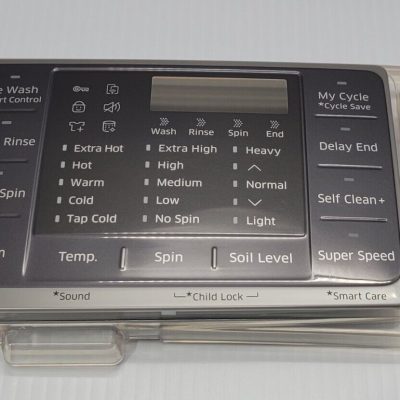 e Wash
rt Control
Rinse
Spin
n
Wash Rinse Spin End
Extra Hot Extra High Heavy
Hot High
Warm Medium Normal
Cold Low
Tap Cold No Spin Light
Temp. Spin Soil Level
My Cycle
*Cycle Save
Delay End
Self Clean+
Super Speed
*Sound *Child Lock *Smart Care